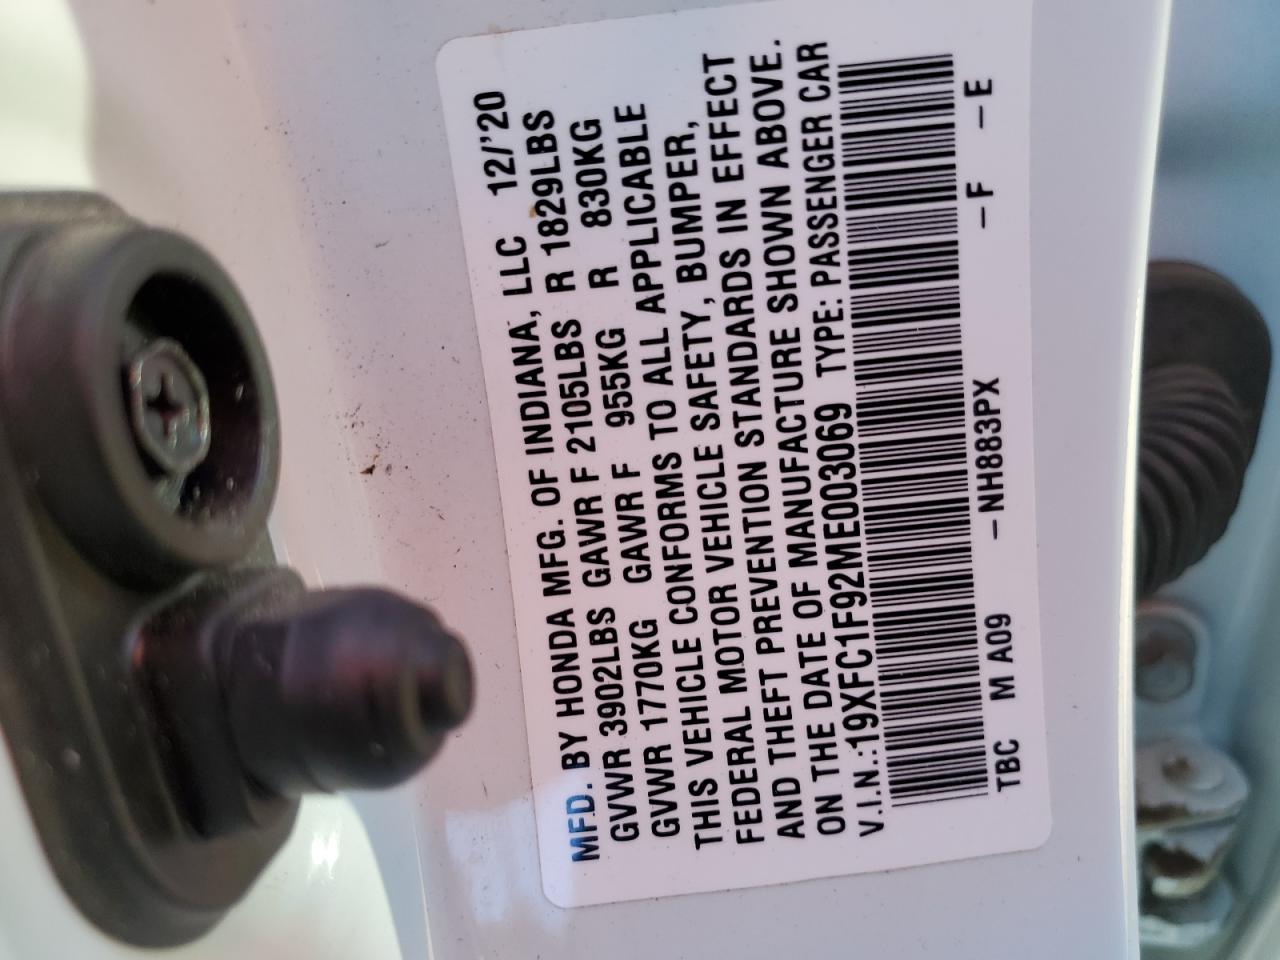 MFD. BY HONDA MFG. OF INDIANA, LLC 12/'20
GVWR 3902LBS GAWR F 2105LBS R 1829LBS
GVWR 1770KG GAWR F 955KG R 830KG
THIS VEHICLE CONFORMS TO ALL APPLICABLE
FEDERAL MOTOR VEHICLE SAFETY, BUMPER,
AND THEFT PREVENTION STANDARDS IN EFFECT
ON THE DATE OF MANUFACTURE SHOWN ABOVE.
V.I.N.:19XFC1F92ME003069 TYPE: PASSENGER CAR
TBC M A09 -NH883PX -F -E